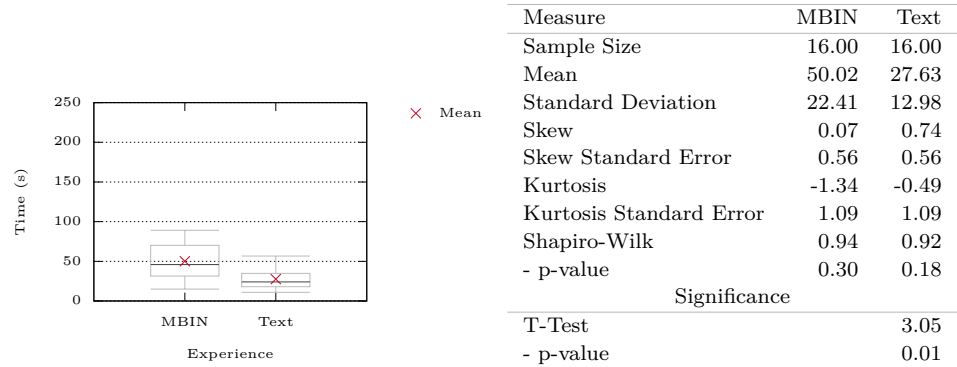 250
200
150
100
50
0
Time (s)
MBIN Text
Experience
Mean
Measure MBIN Text
Sample Size 16.00 16.00
Mean 50.02 27.63
Standard Deviation 22.41 12.98
Skew 0.07 0.74
Skew Standard Error 0.56 0.56
Kurtosis -1.34 -0.49
Kurtosis Standard Error 1.09 1.09
Shapiro-Wilk 0.94 0.92
- p-value 0.30 0.18
Significance
T-Test 3.05
- p-value 0.01